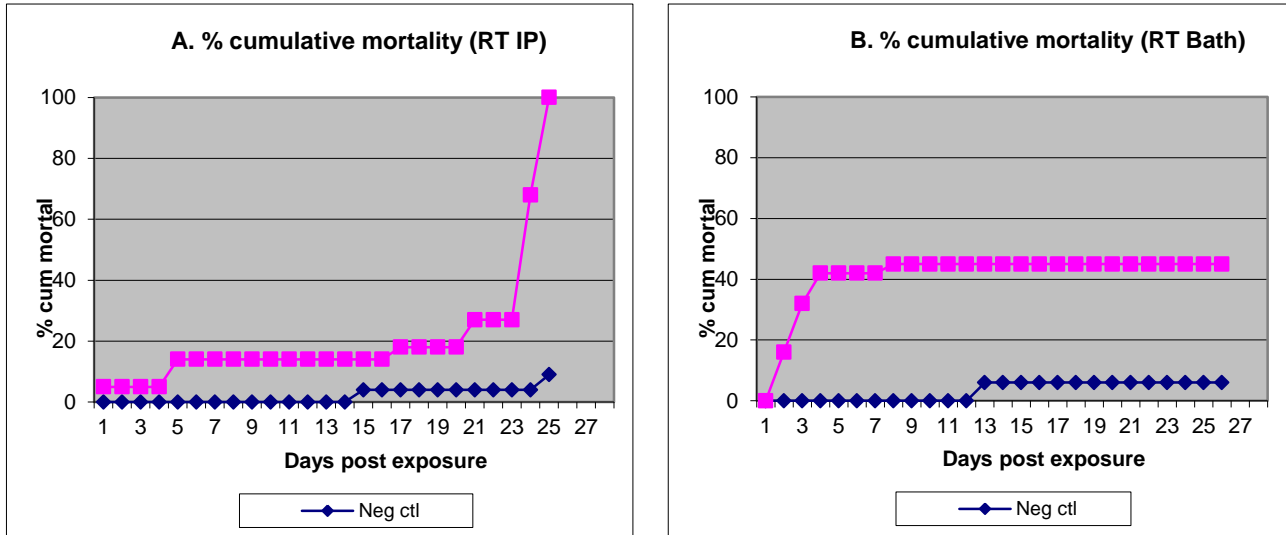 A. % cumulative mortality (RT IP)
100
80
60
40
20
0
% cum mortal
1 3 5 7 9 11 13 15 17 19 21 23 25 27
Days post exposure
Neg ctl
B. % cumulative mortality (RT Bath)
100
80
60
40
20
0
% cum mortal
1 3 5 7 9 11 13 15 17 19 21 23 25 27
Days post exposure
Neg ctl